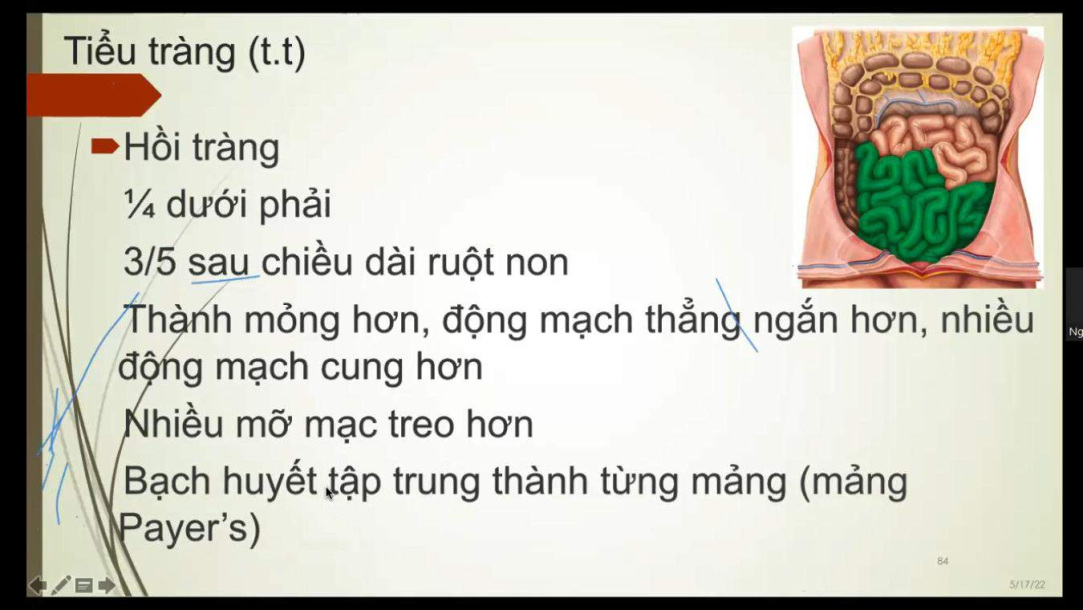 Tiểu tràng (t.t)
Hồi tràng
¼ dưới phải
3/5 sau chiều dài ruột non
Thành mỏng hơn, động mạch thẳng ngắn hơn, nhiều
động mạch cung hơn
Nhiều mỡ mạc treo hơn
Bạch huyết tập trung thành từng mảng (mảng
Payer's)
84
5/17/22
Ng